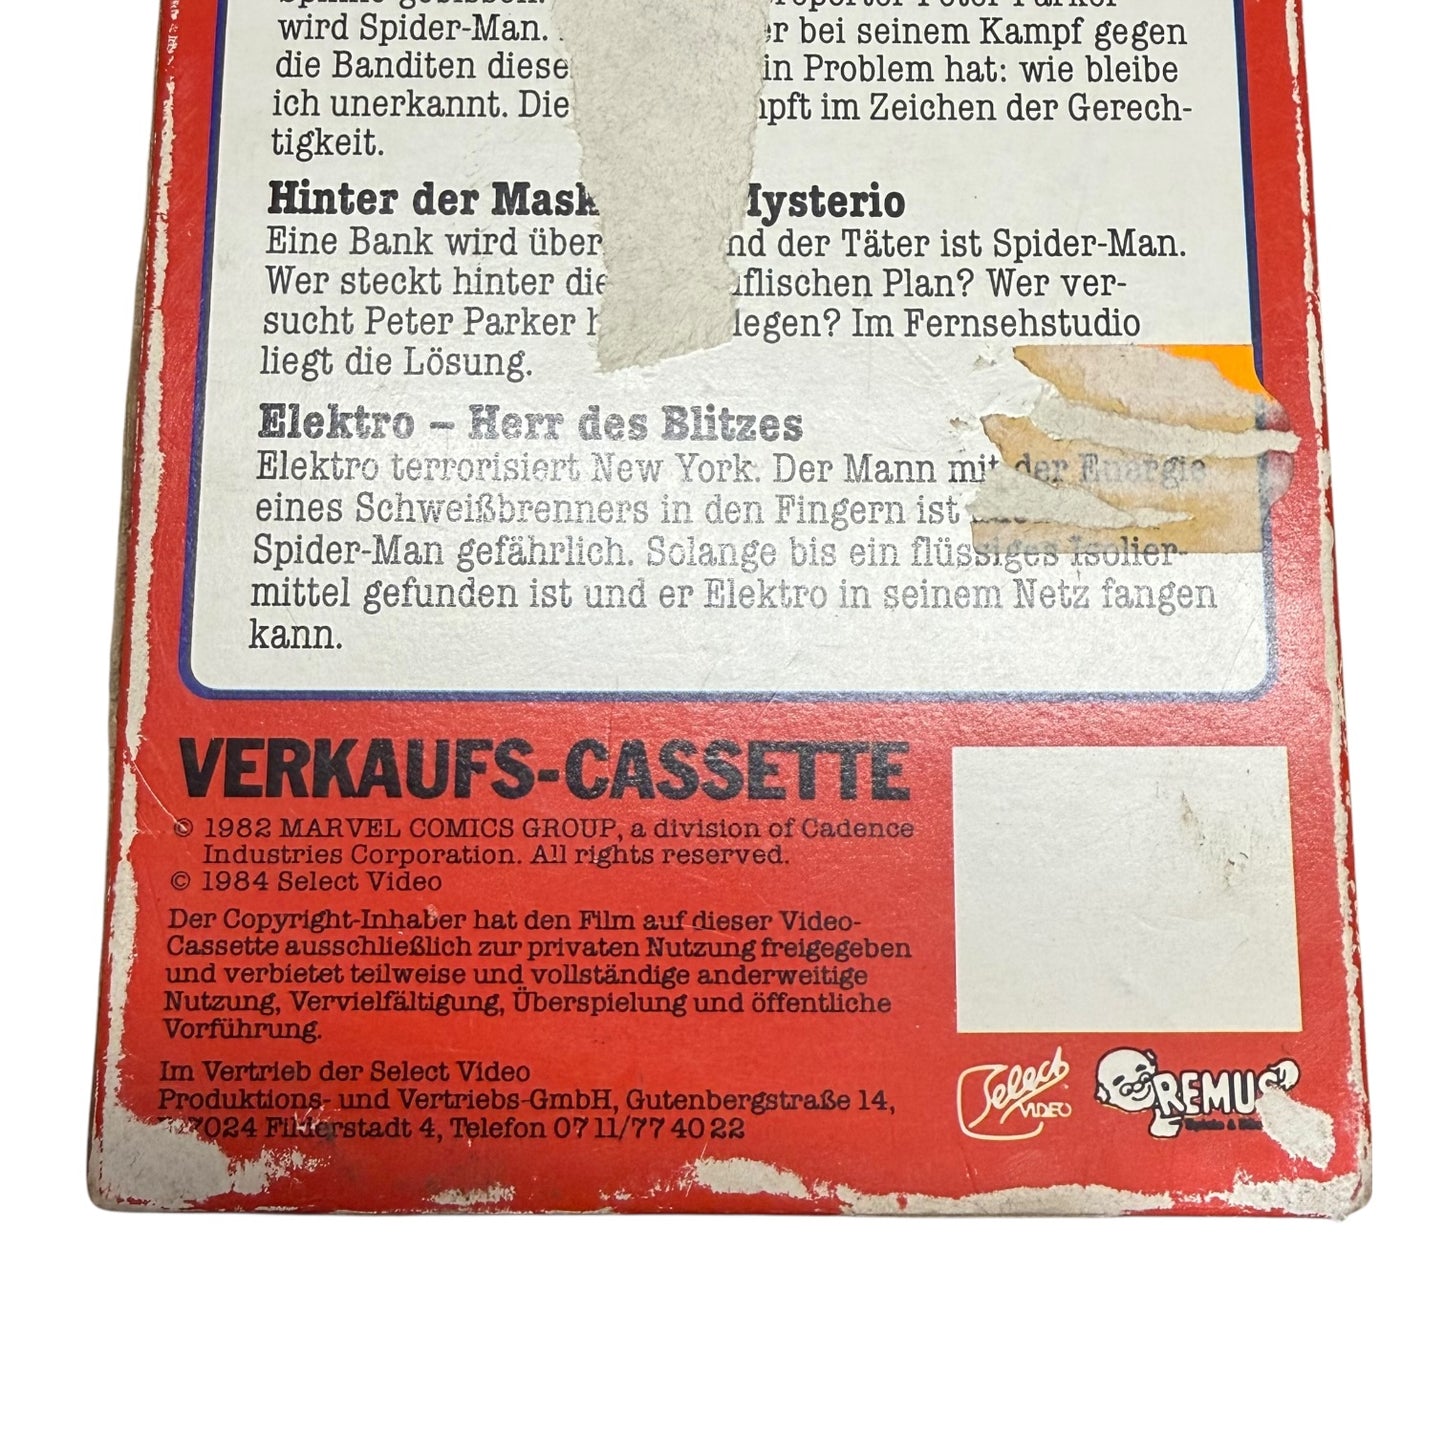 wird Spider-Man. er bei seinem Kampf gegen
die Banditen diese in Problem hat: wie bleibe
ich unerkannt. Die mpft im Zeichen der Gerech-
tigkeit.
Hinter der Mask Mysterio
Eine Bank wird über nd der Täter ist Spider-Man.
Wer steckt hinter die uflischen Plan? Wer ver-
sucht Peter Parker h legen? Im Fernsehstudio
liegt die Lösung.
Elektro – Herr des Blitzes
Elektro terrorisiert New York. Der Mann mit der Energie
eines Schweißbrenners in den Fingern ist
Spider-Man gefährlich. Solange bis ein flüssiges Isolier-
mittel gefunden ist und er Elektro in seinem Netz fangen
kann.
VERKAUFS-CASSETTE
© 1982 MARVEL COMICS GROUP, a division of Cadence
Industries Corporation. All rights reserved.
© 1984 Select Video
Der Copyright-Inhaber hat den Film auf dieser Video-
Cassette ausschließlich zur privaten Nutzung freigegeben
und verbietet teilweise und vollständige anderweitige
Nutzung, Vervielfältigung, Überspielung und öffentliche
Vorführung.
Im Vertrieb der Select Video
Produktions- und Vertriebs-GmbH, Gutenbergstraße 14,
7024 Filderstadt 4, Telefon 07 11/77 40 22
Select
VIDEO
REMUS